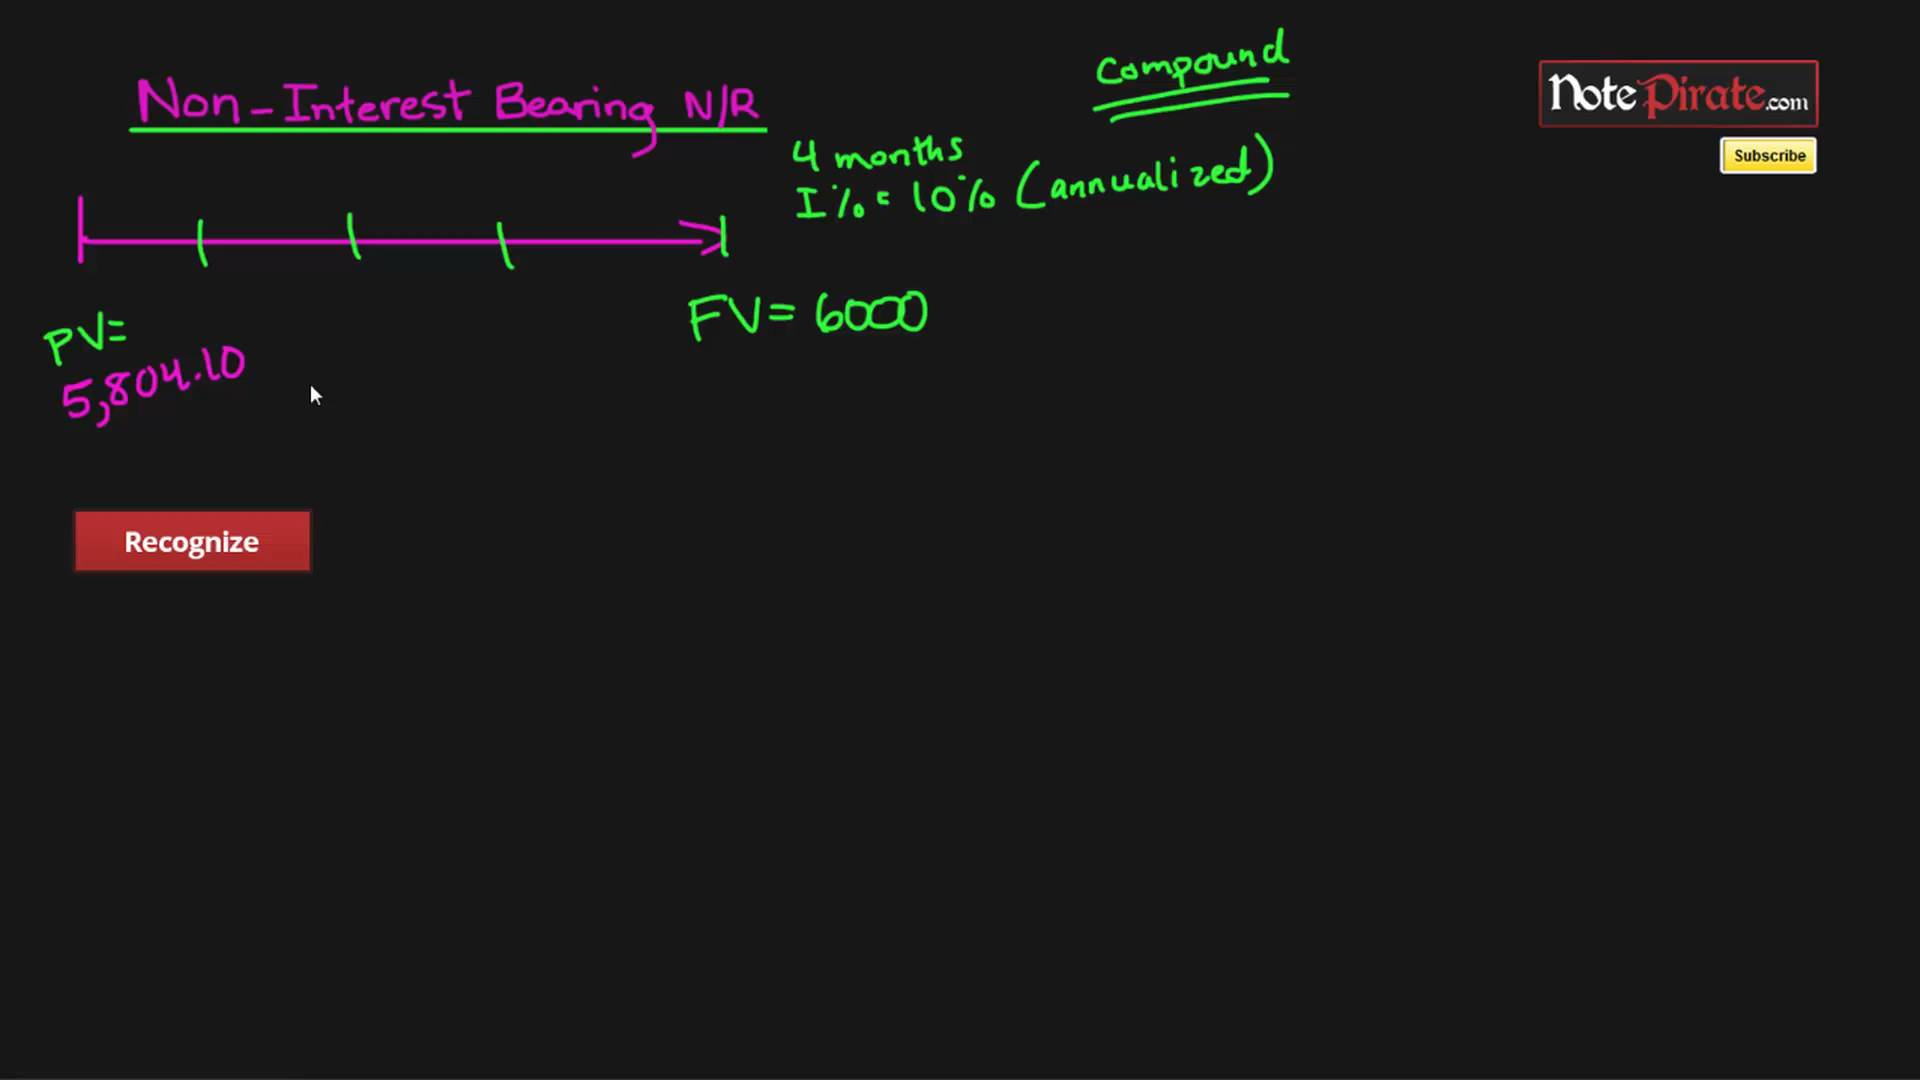 Compound
Non-Interest Bearing N/R
NotePirate.com
Subscribe
4 months
I% = 10% (annualized)
FV= 6000
PV=
5,804.10
Recognize